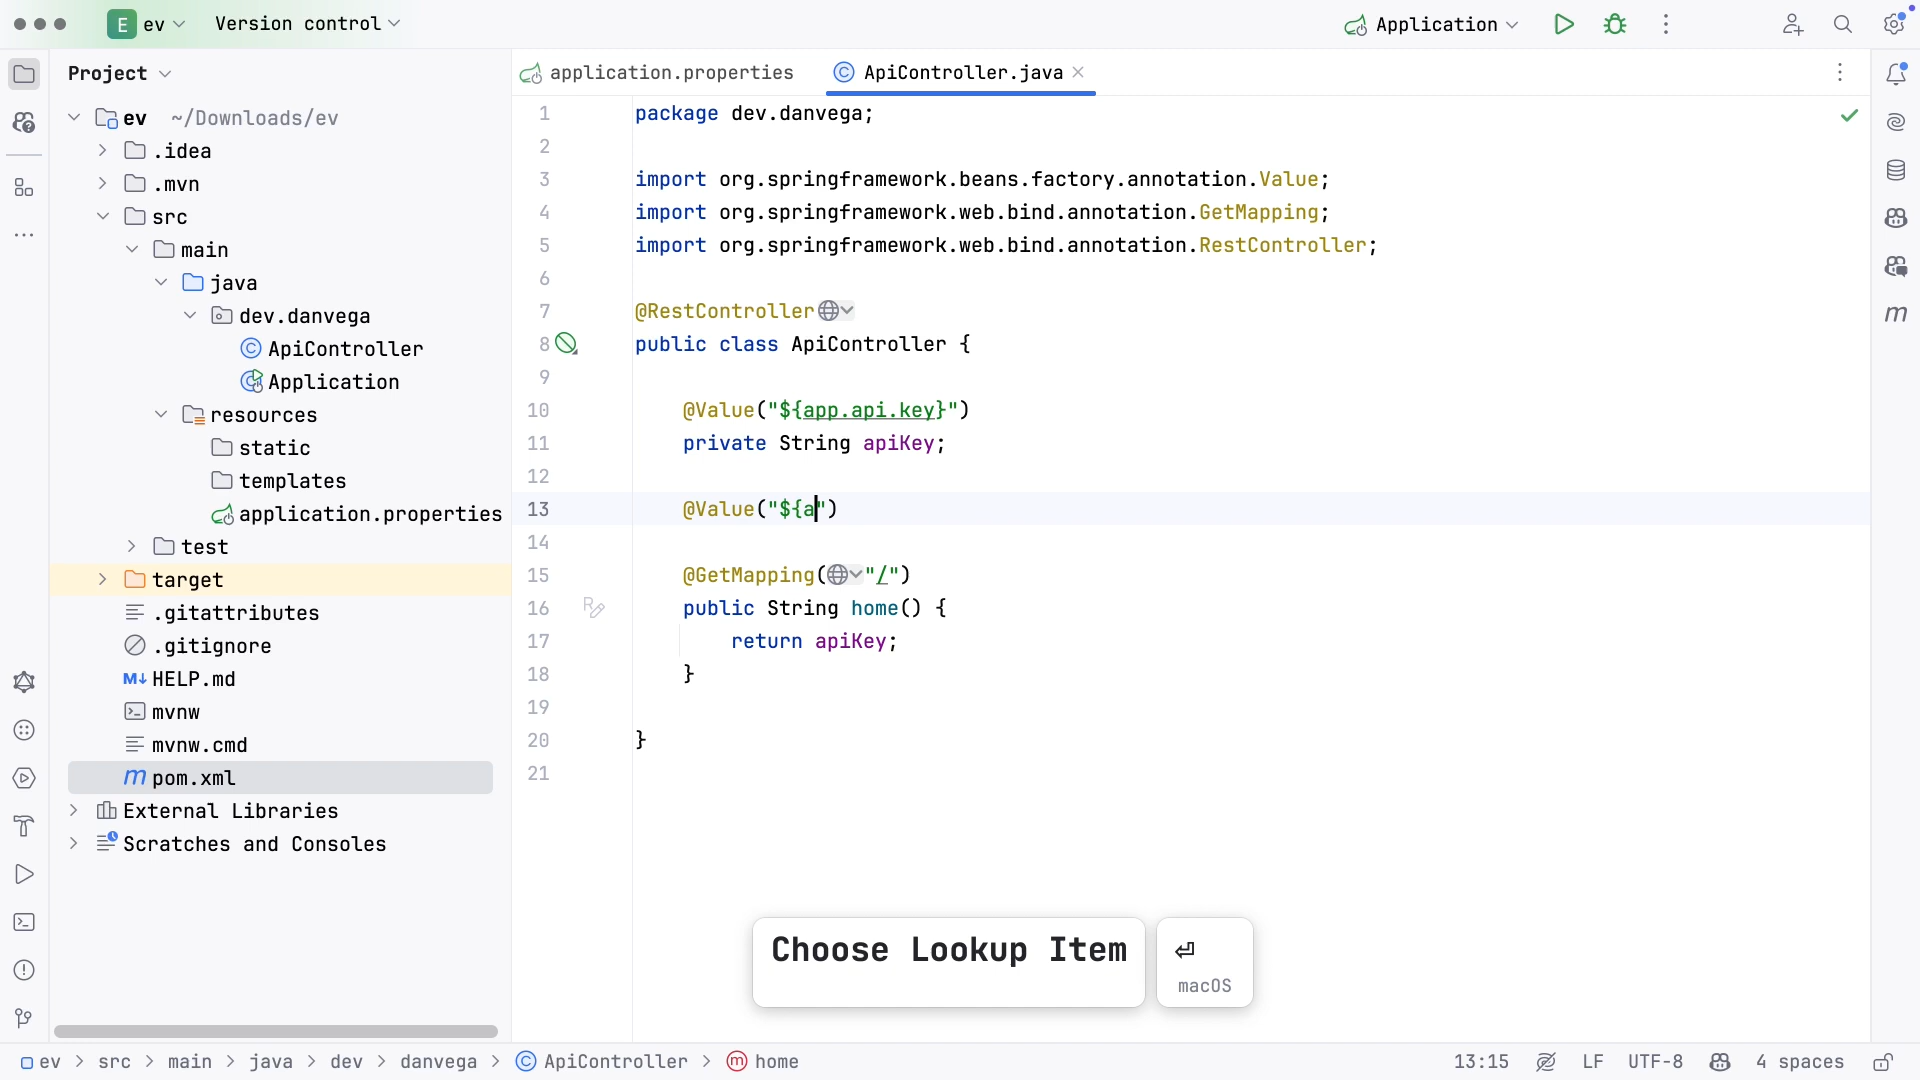 E ev Version control Application
Project
ev ~/Downloads/ev
.idea
.mvn
src
main
java
dev.danvega
ApiController
Application
resources
static
templates
application.properties
test
target
.gitattributes
.gitignore
M↓ HELP.md
mvnw
mvnw.cmd
m pom.xml
External Libraries
Scratches and Consoles
application.properties ApiController.java
1 package dev.danvega;
2
3 import org.springframework.beans.factory.annotation.Value;
4 import org.springframework.web.bind.annotation.GetMapping;
5 import org.springframework.web.bind.annotation.RestController;
6
7 @RestController
8 public class ApiController {
9
10 @Value("${app.api.key}")
11 private String apiKey;
12
13 @Value("${a")
14
15 @GetMapping("/")
16 public String home() {
17 return apiKey;
18 }
19
20 }
21
Choose Lookup Item ⏎
macOS
ev > src > main > java > dev > danvega > ApiController > home 13:15 LF UTF-8 4 spaces